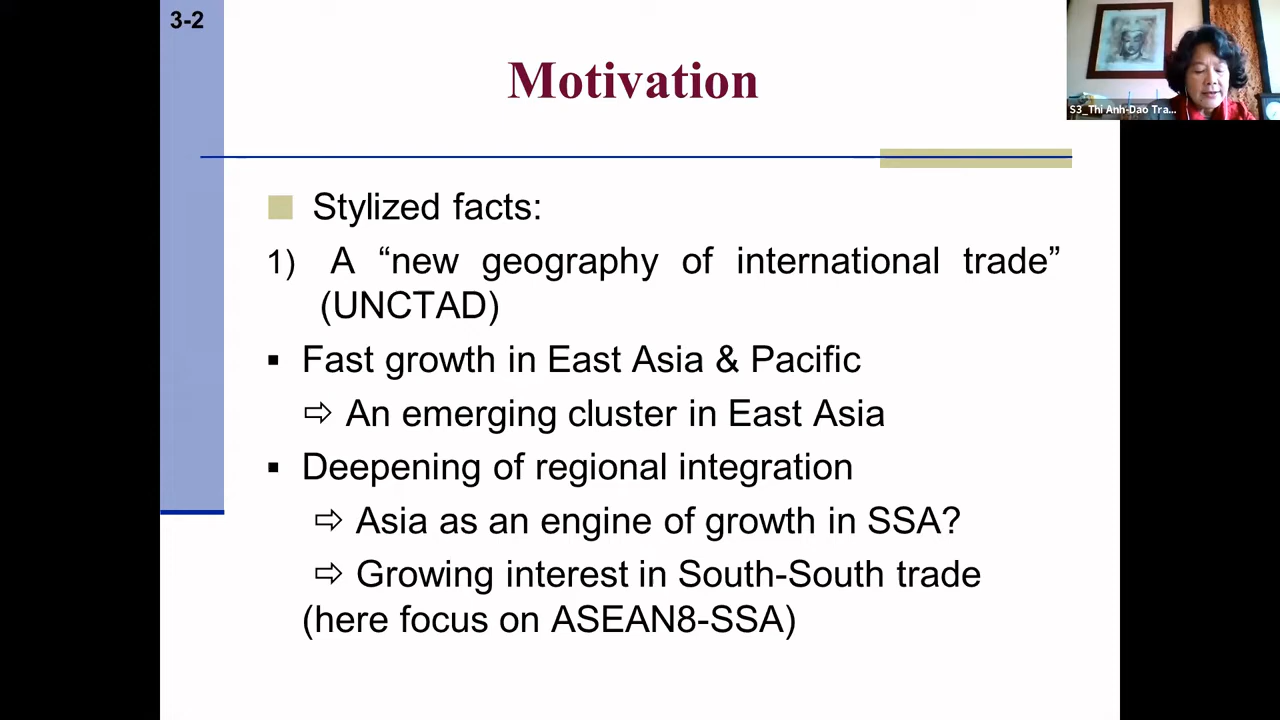 3-2
Motivation
S3_Thi Anh-Dao Tra...
Stylized facts:
1) A “new geography of international trade”
(UNCTAD)
▪ Fast growth in East Asia & Pacific
⇨ An emerging cluster in East Asia
▪ Deepening of regional integration
⇨ Asia as an engine of growth in SSA?
⇨ Growing interest in South-South trade
(here focus on ASEAN8-SSA)